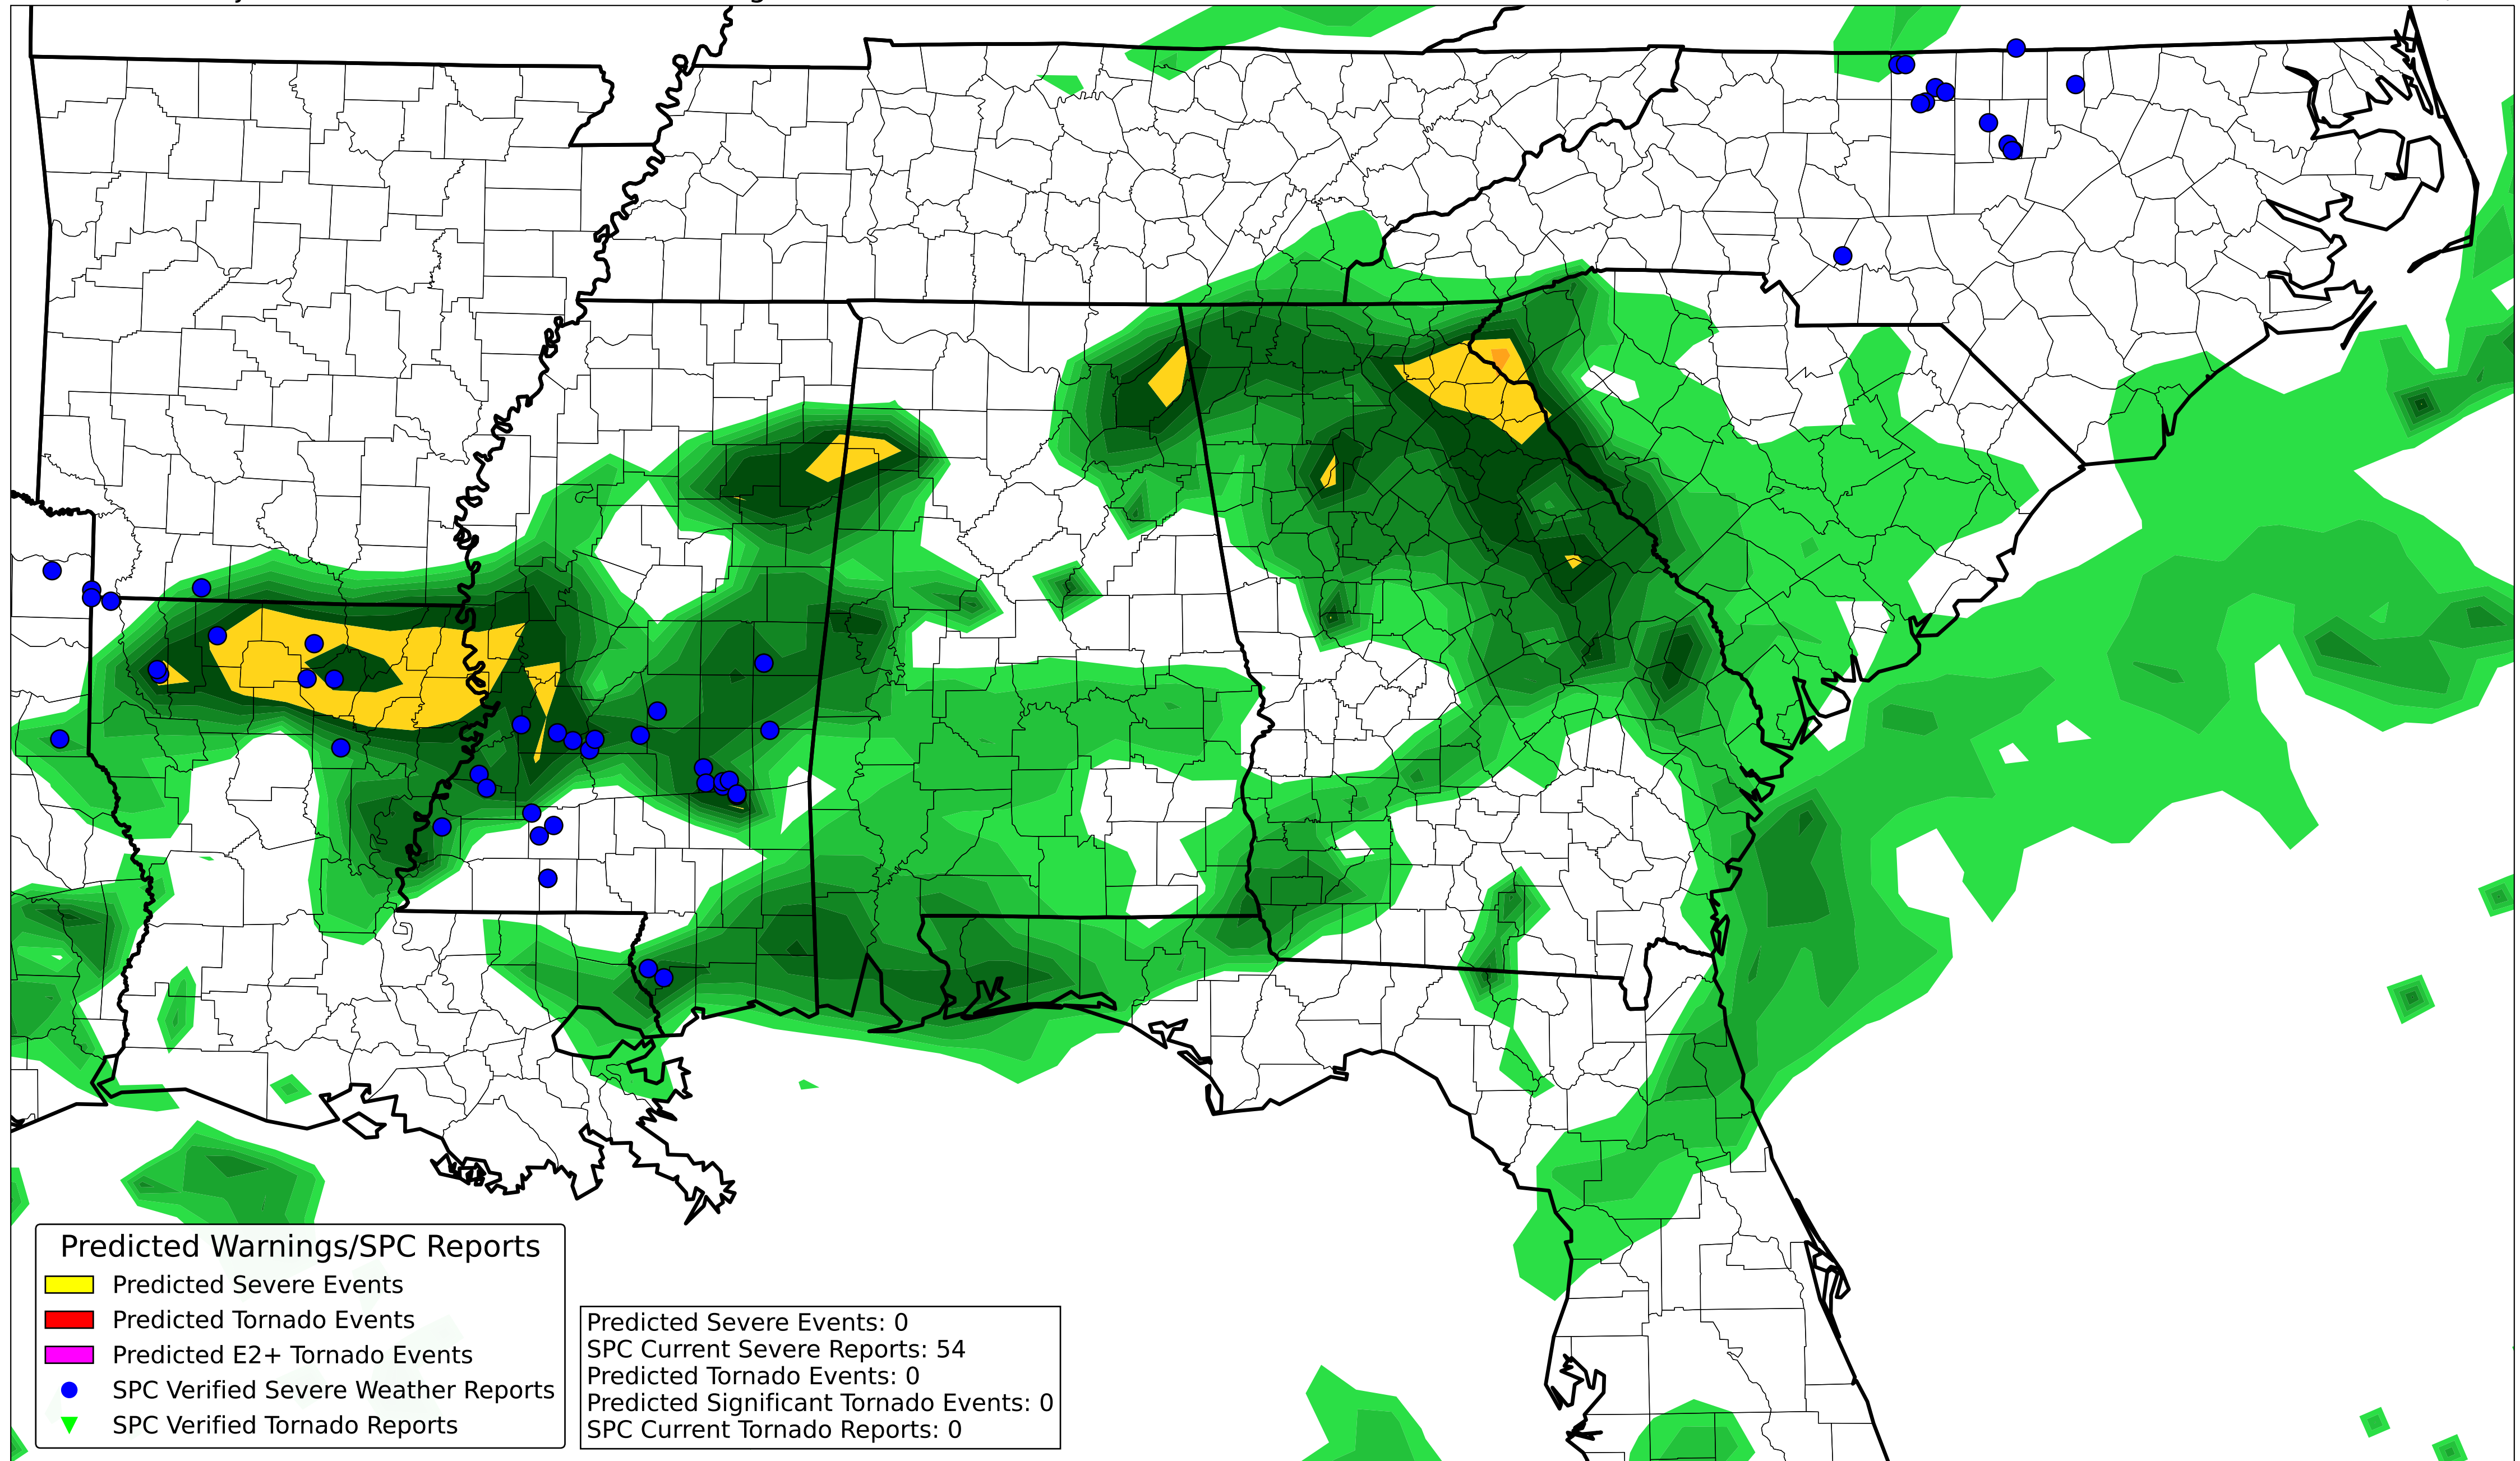 Predicted Warnings/SPC Reports
Predicted Severe Events
Predicted Tornado Events
Predicted E2+ Tornado Events
SPC Verified Severe Weather Reports
SPC Verified Tornado Reports
Predicted Severe Events: 0
SPC Current Severe Reports: 54
Predicted Tornado Events: 0
Predicted Significant Tornado Events: 0
SPC Current Tornado Reports: 0